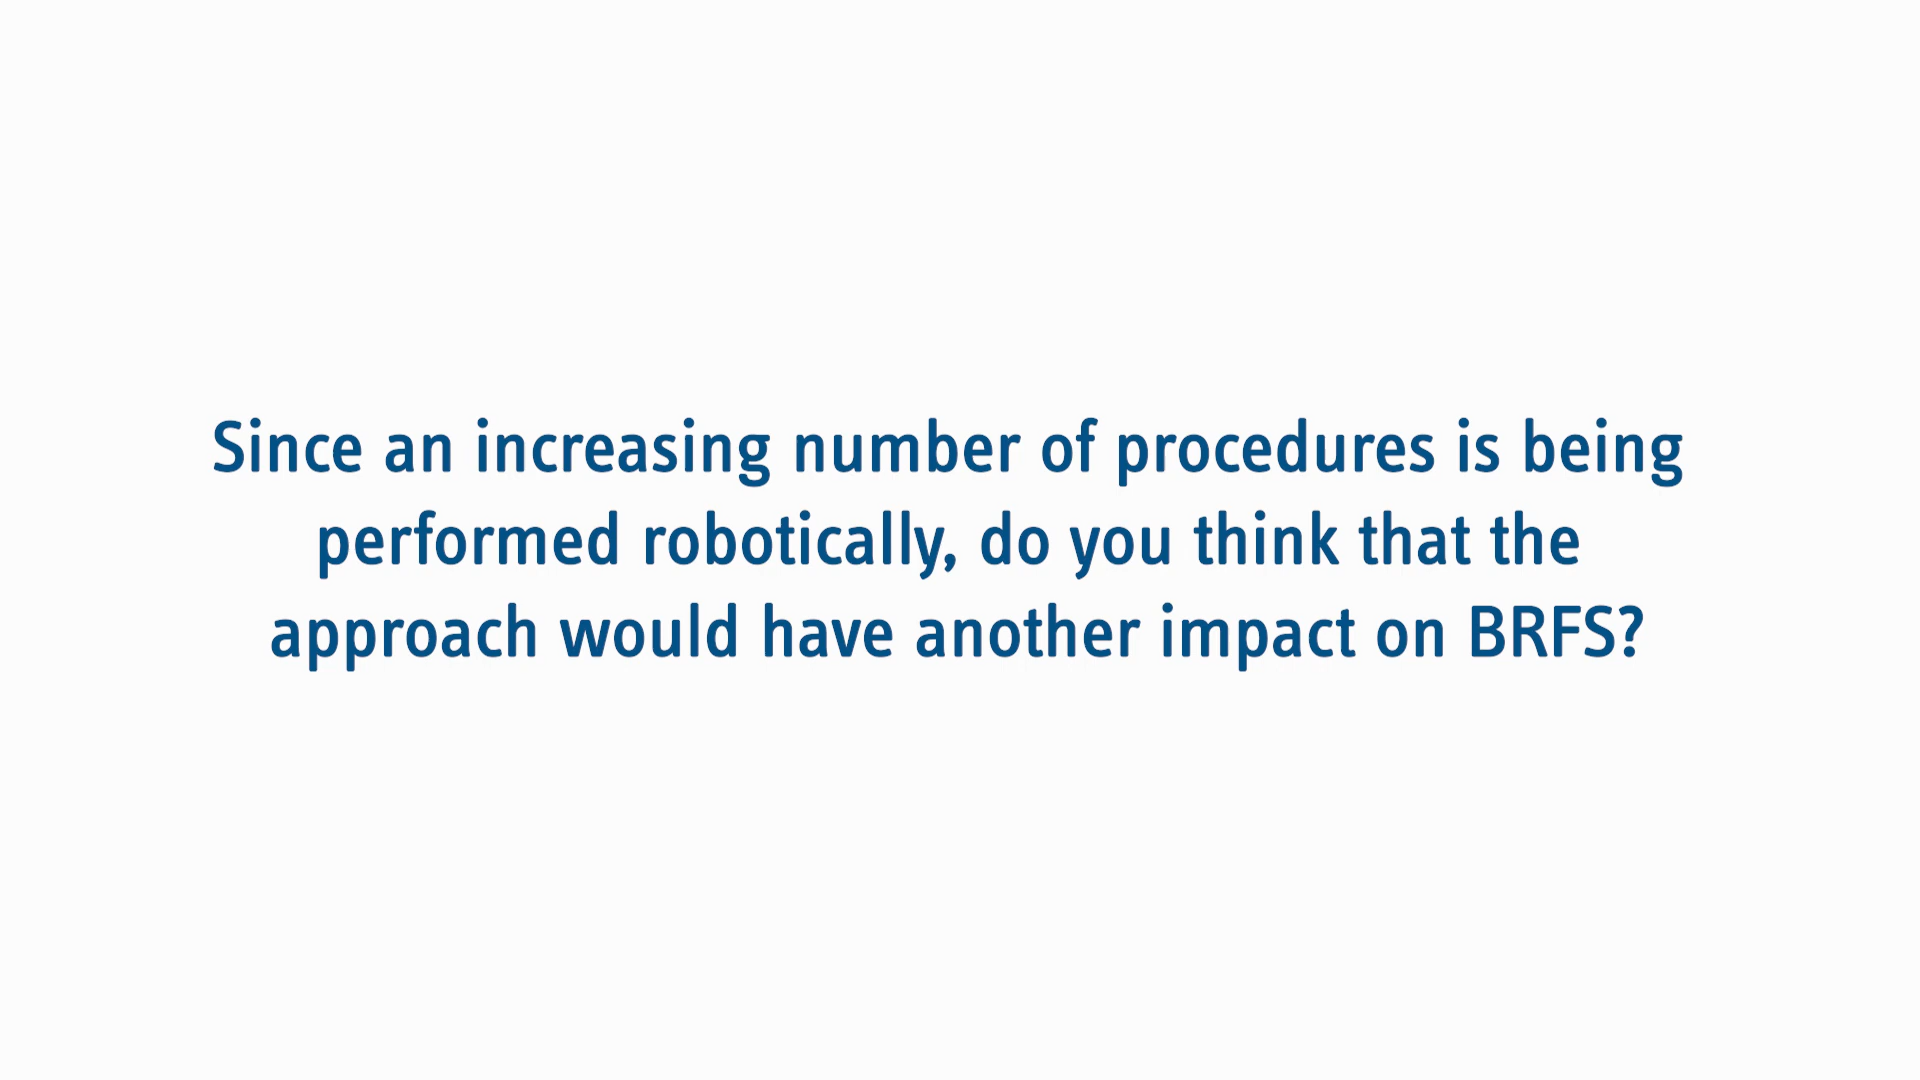 Since an increasing number of procedures is being
performed robotically, do you think that the
approach would have another impact on BRFS?